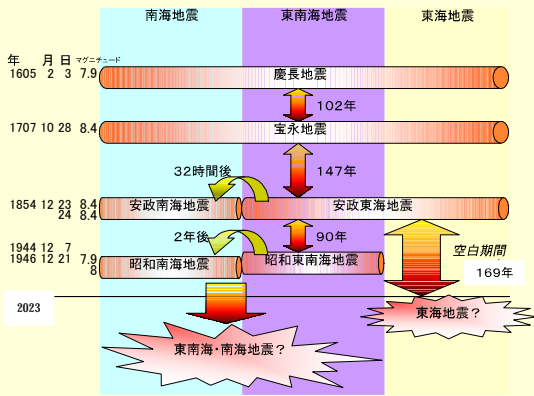 南海地震 東南海地震 東海地震
年 月 日 マグニチュード
1605 2 3 7.9 慶長地震
102年
1707 10 28 8.4 宝永地震
147年
32時間後
1854 12 23 8.4 安政南海地震 安政東海地震
24 8.4
2年後 90年
空白期間
169年
1944 12 7
1946 12 21 7.9 昭和南海地震 昭和東南海地震
8
2023
東海地震？
東南海・南海地震？